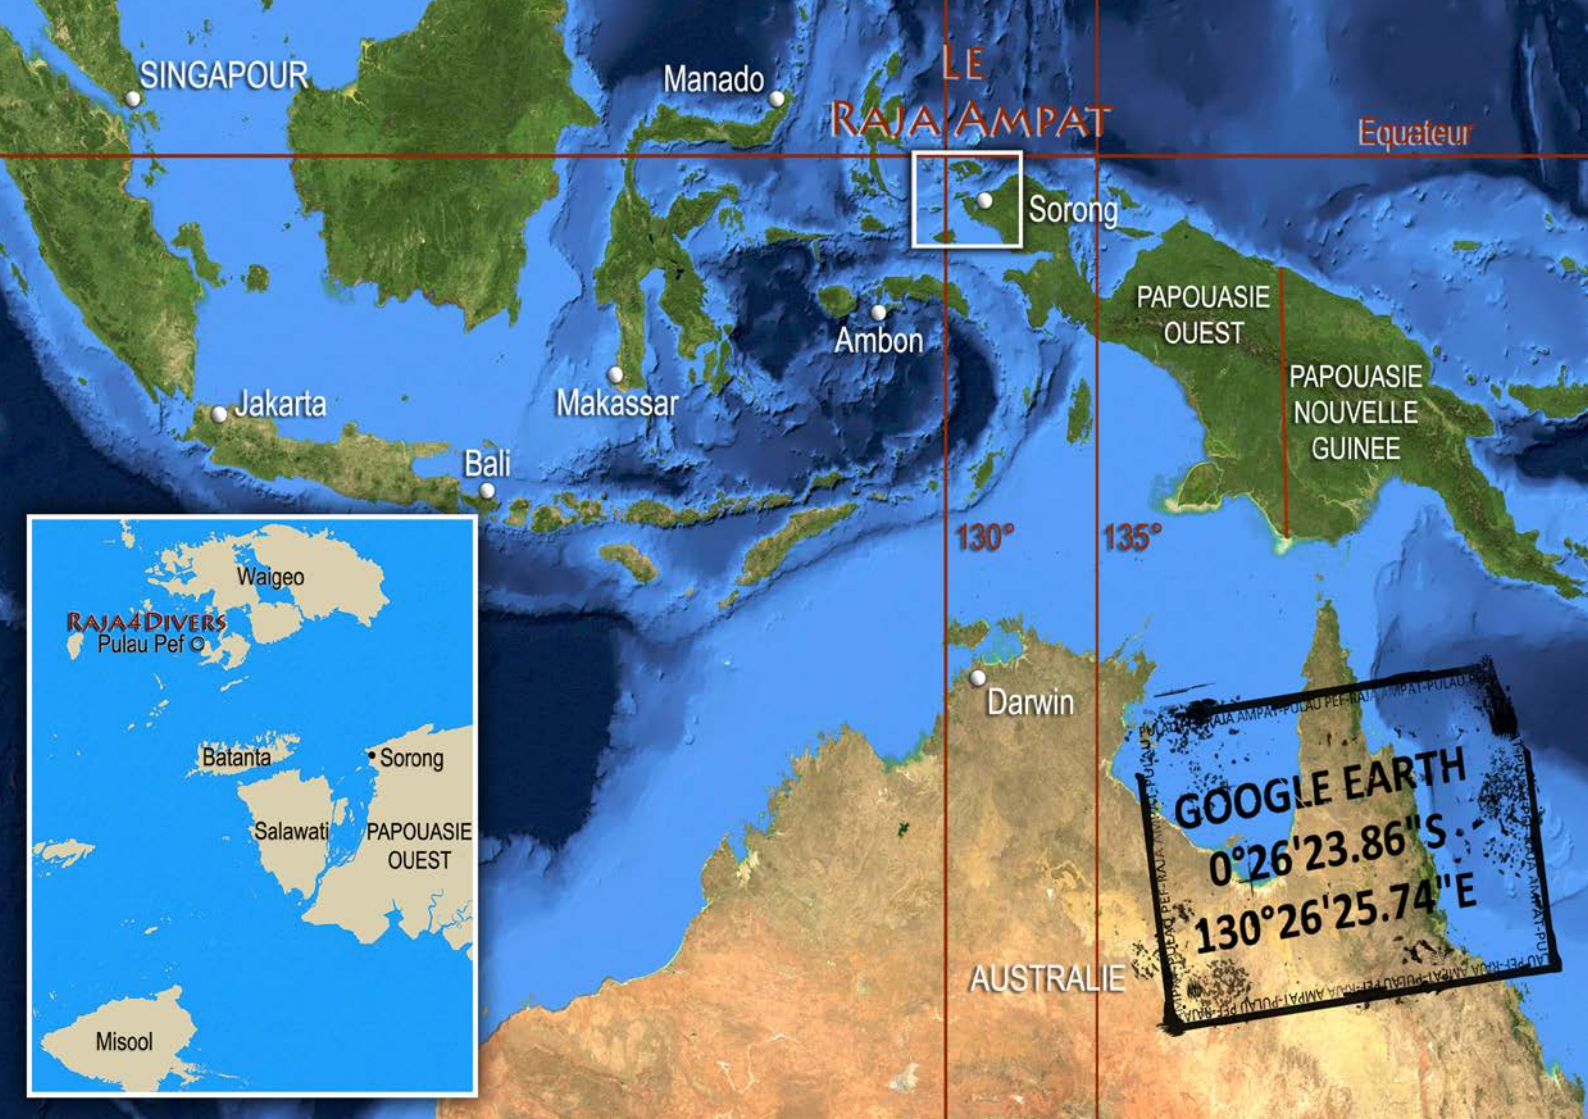 SINGAPOUR
Manado
LE
RAJA AMPAT
Equateur
Sorong
PAPOUASIE
OUEST
Ambon
PAPOUASIE
NOUVELLE
GUINEE
Makassar
Jakarta
Bali
130°
135°
Darwin
AUSTRALIE
Waigeo
RAJA4DIVERS
Pulau Pef
Batanta
Sorong
Salawati
PAPOUASIE
OUEST
Misool
GOOGLE EARTH
0°26'23.86"S
130°26'25.74"E